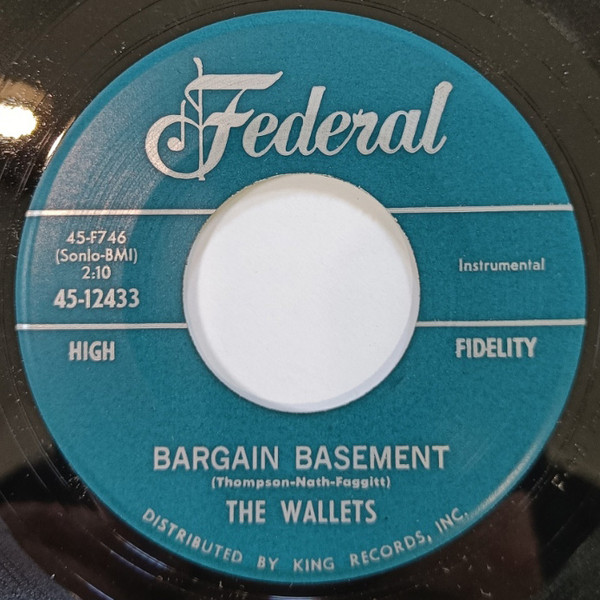 Federal
45-F746
(Sonlo-BMI)
2:10
45-12433
Instrumental
HIGH FIDELITY
BARGAIN BASEMENT
(Thompson-Nath-Faggitt)
THE WALLETS
DISTRIBUTED BY KING RECORDS, INC.